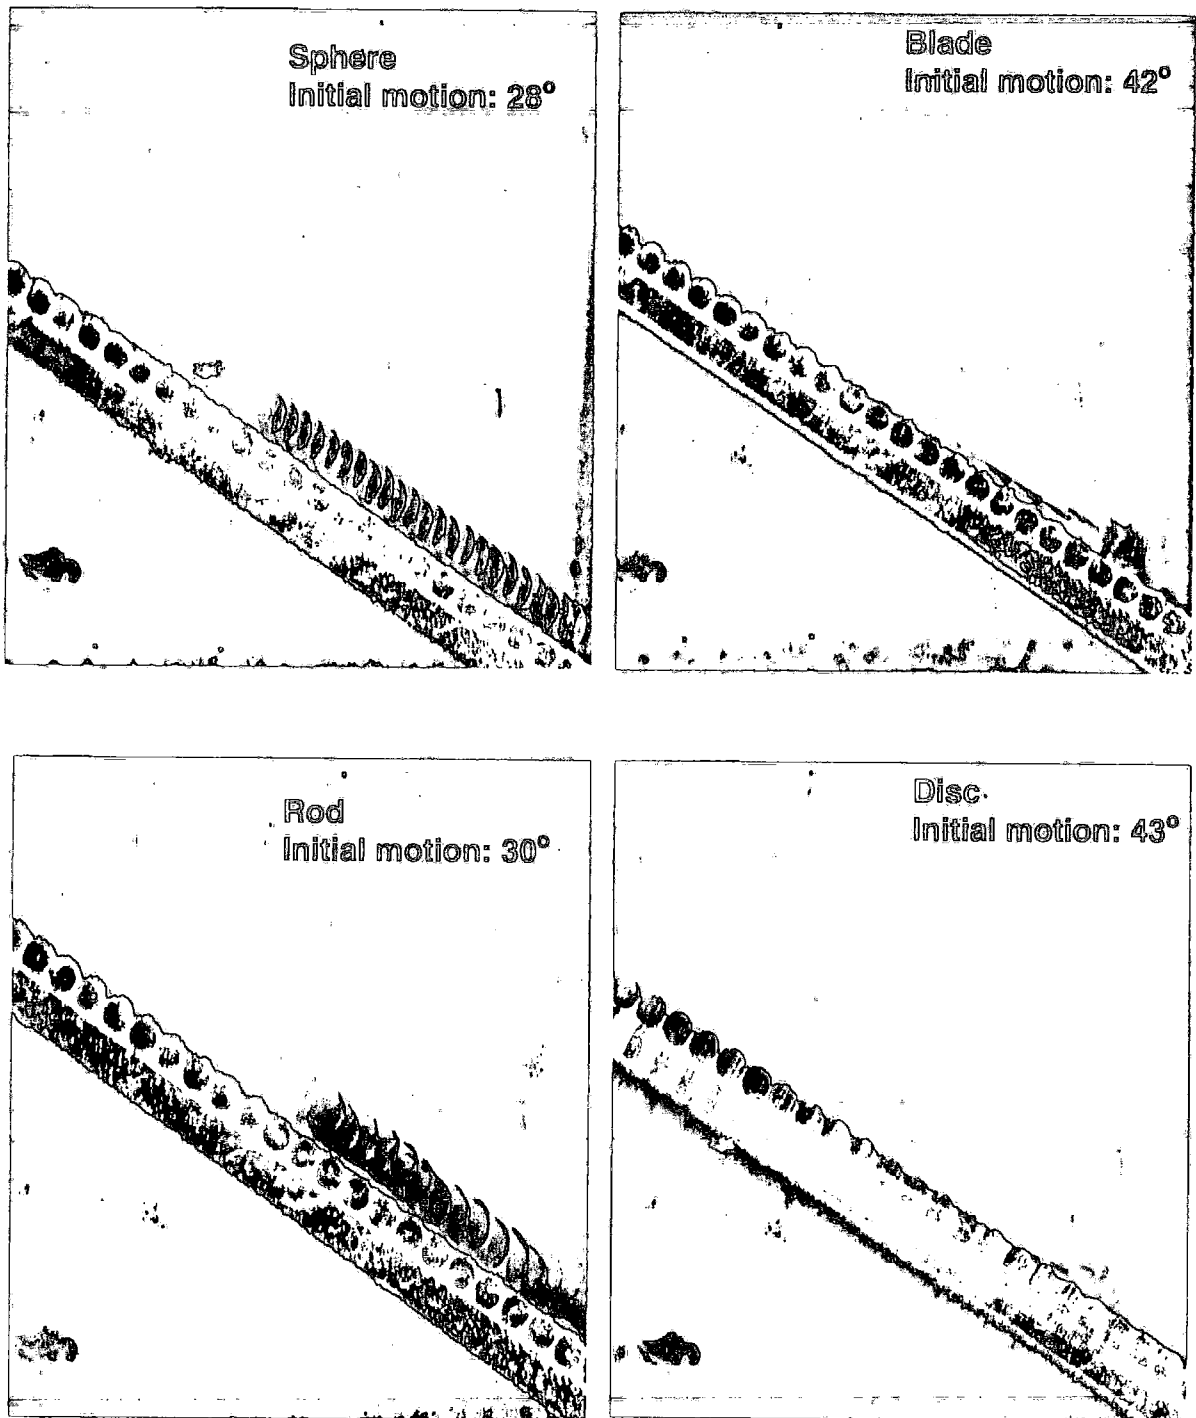 Sphere
Initial motion: 28°
Blade
Initial motion: 42°
Rod
Initial motion: 30°
Disc
Initial motion: 43°